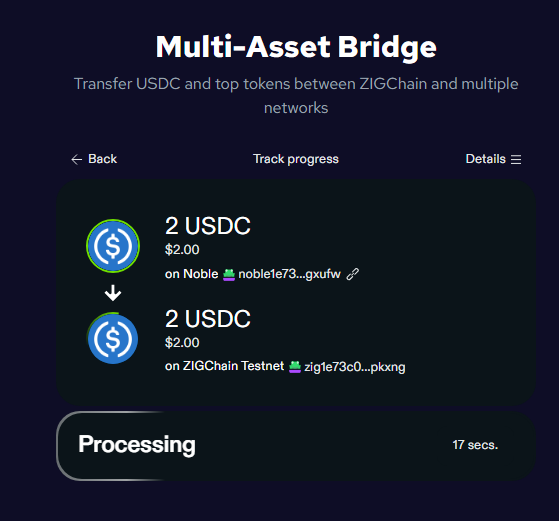 Multi-Asset Bridge
Transfer USDC and top tokens between ZIGChain and multiple
networks
← Back Track progress Details
2 USDC
$2.00
on Noble noble1e73...gxufw
2 USDC
$2.00
on ZIGChain Testnet zig1e73c0...pkxng
Processing 17 secs.